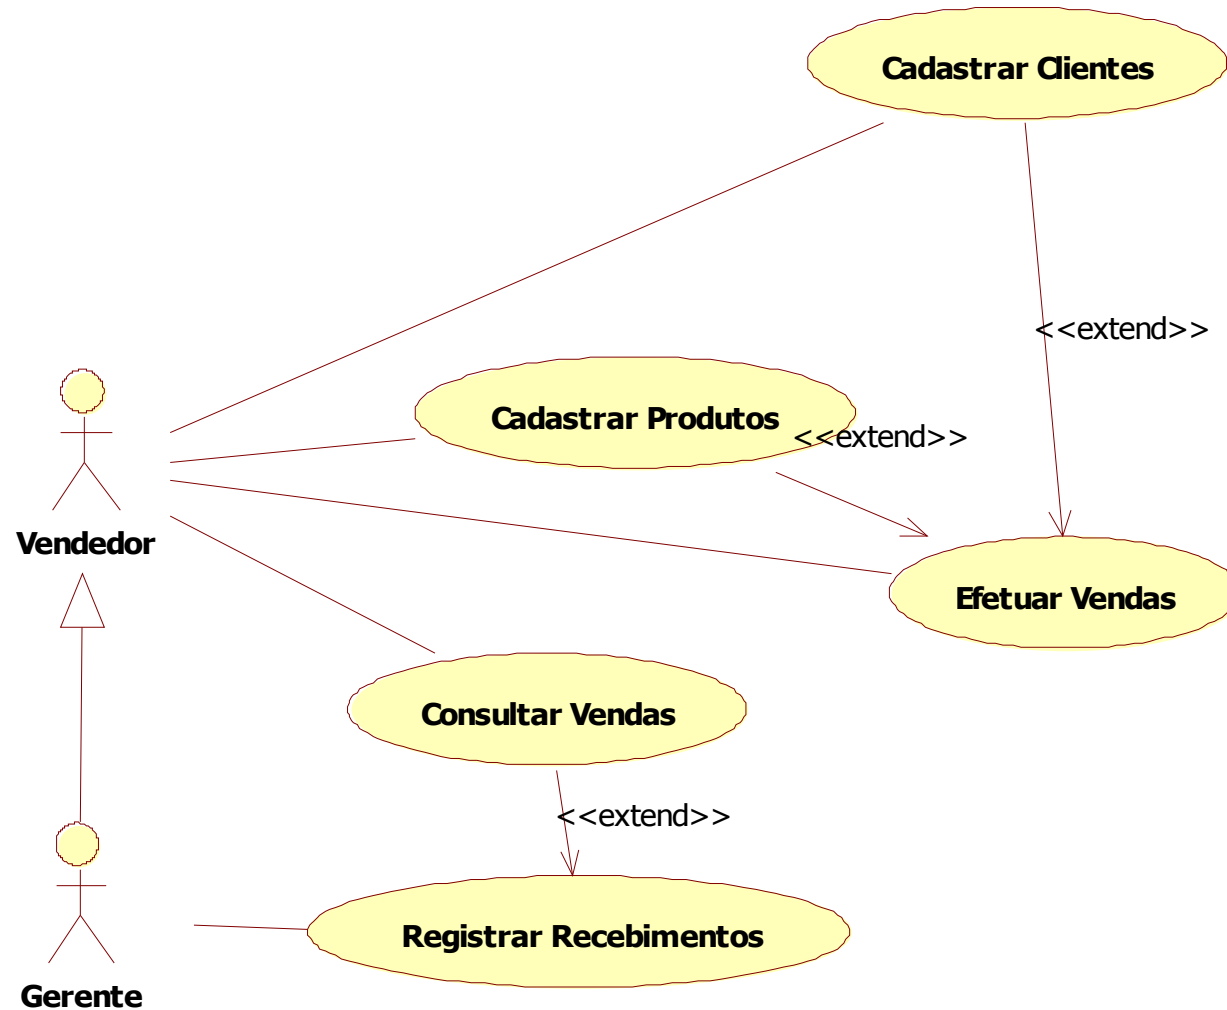 Cadastrar Clientes
<<extend>>
Cadastrar Produtos
<<extend>>
Vendedor
Efetuar Vendas
Consultar Vendas
<<extend>>
Registrar Recebimentos
Gerente